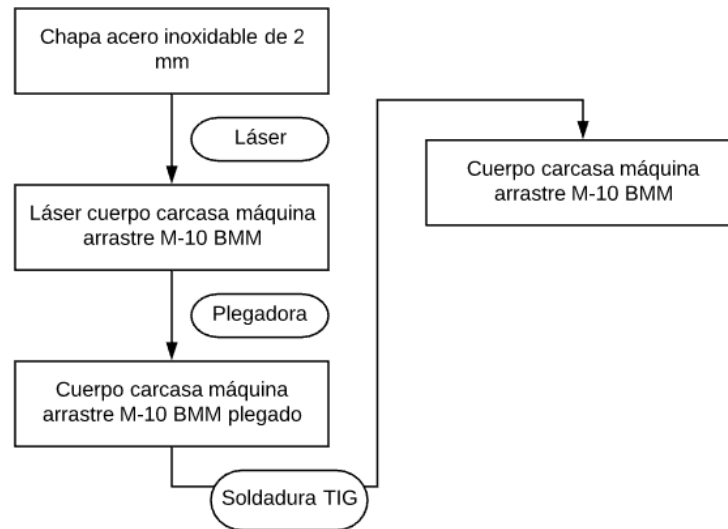 Chapa acero inoxidable de 2
mm
Láser
Láser cuerpo carcasa máquina
arrastre M-10 BMM
Plegadora
Cuerpo carcasa máquina
arrastre M-10 BMM plegado
Soldadura TIG
Cuerpo carcasa máquina
arrastre M-10 BMM